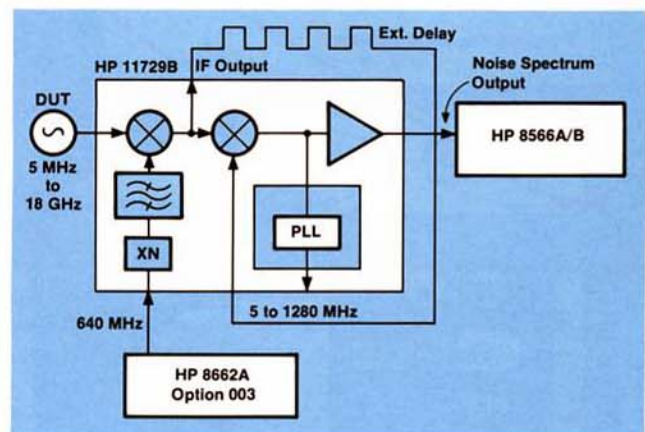 Ext. Delay
HP 11729B
IF Output
Noise Spectrum
Output
DUT
HP 8566A/B
5 MHz
to
18 GHz
PLL
XN
5 to 1280 MHz
640 MHz
HP 8662A
Option 003